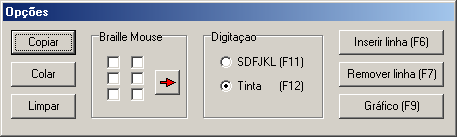 Opções
Copiar
Colar
Limpar
Braille Mouse
Digitaçao
SDFJKL (F11)
Tinta (F12)
Inserir linha (F6)
Remover linha (F7)
Gráfico (F9)